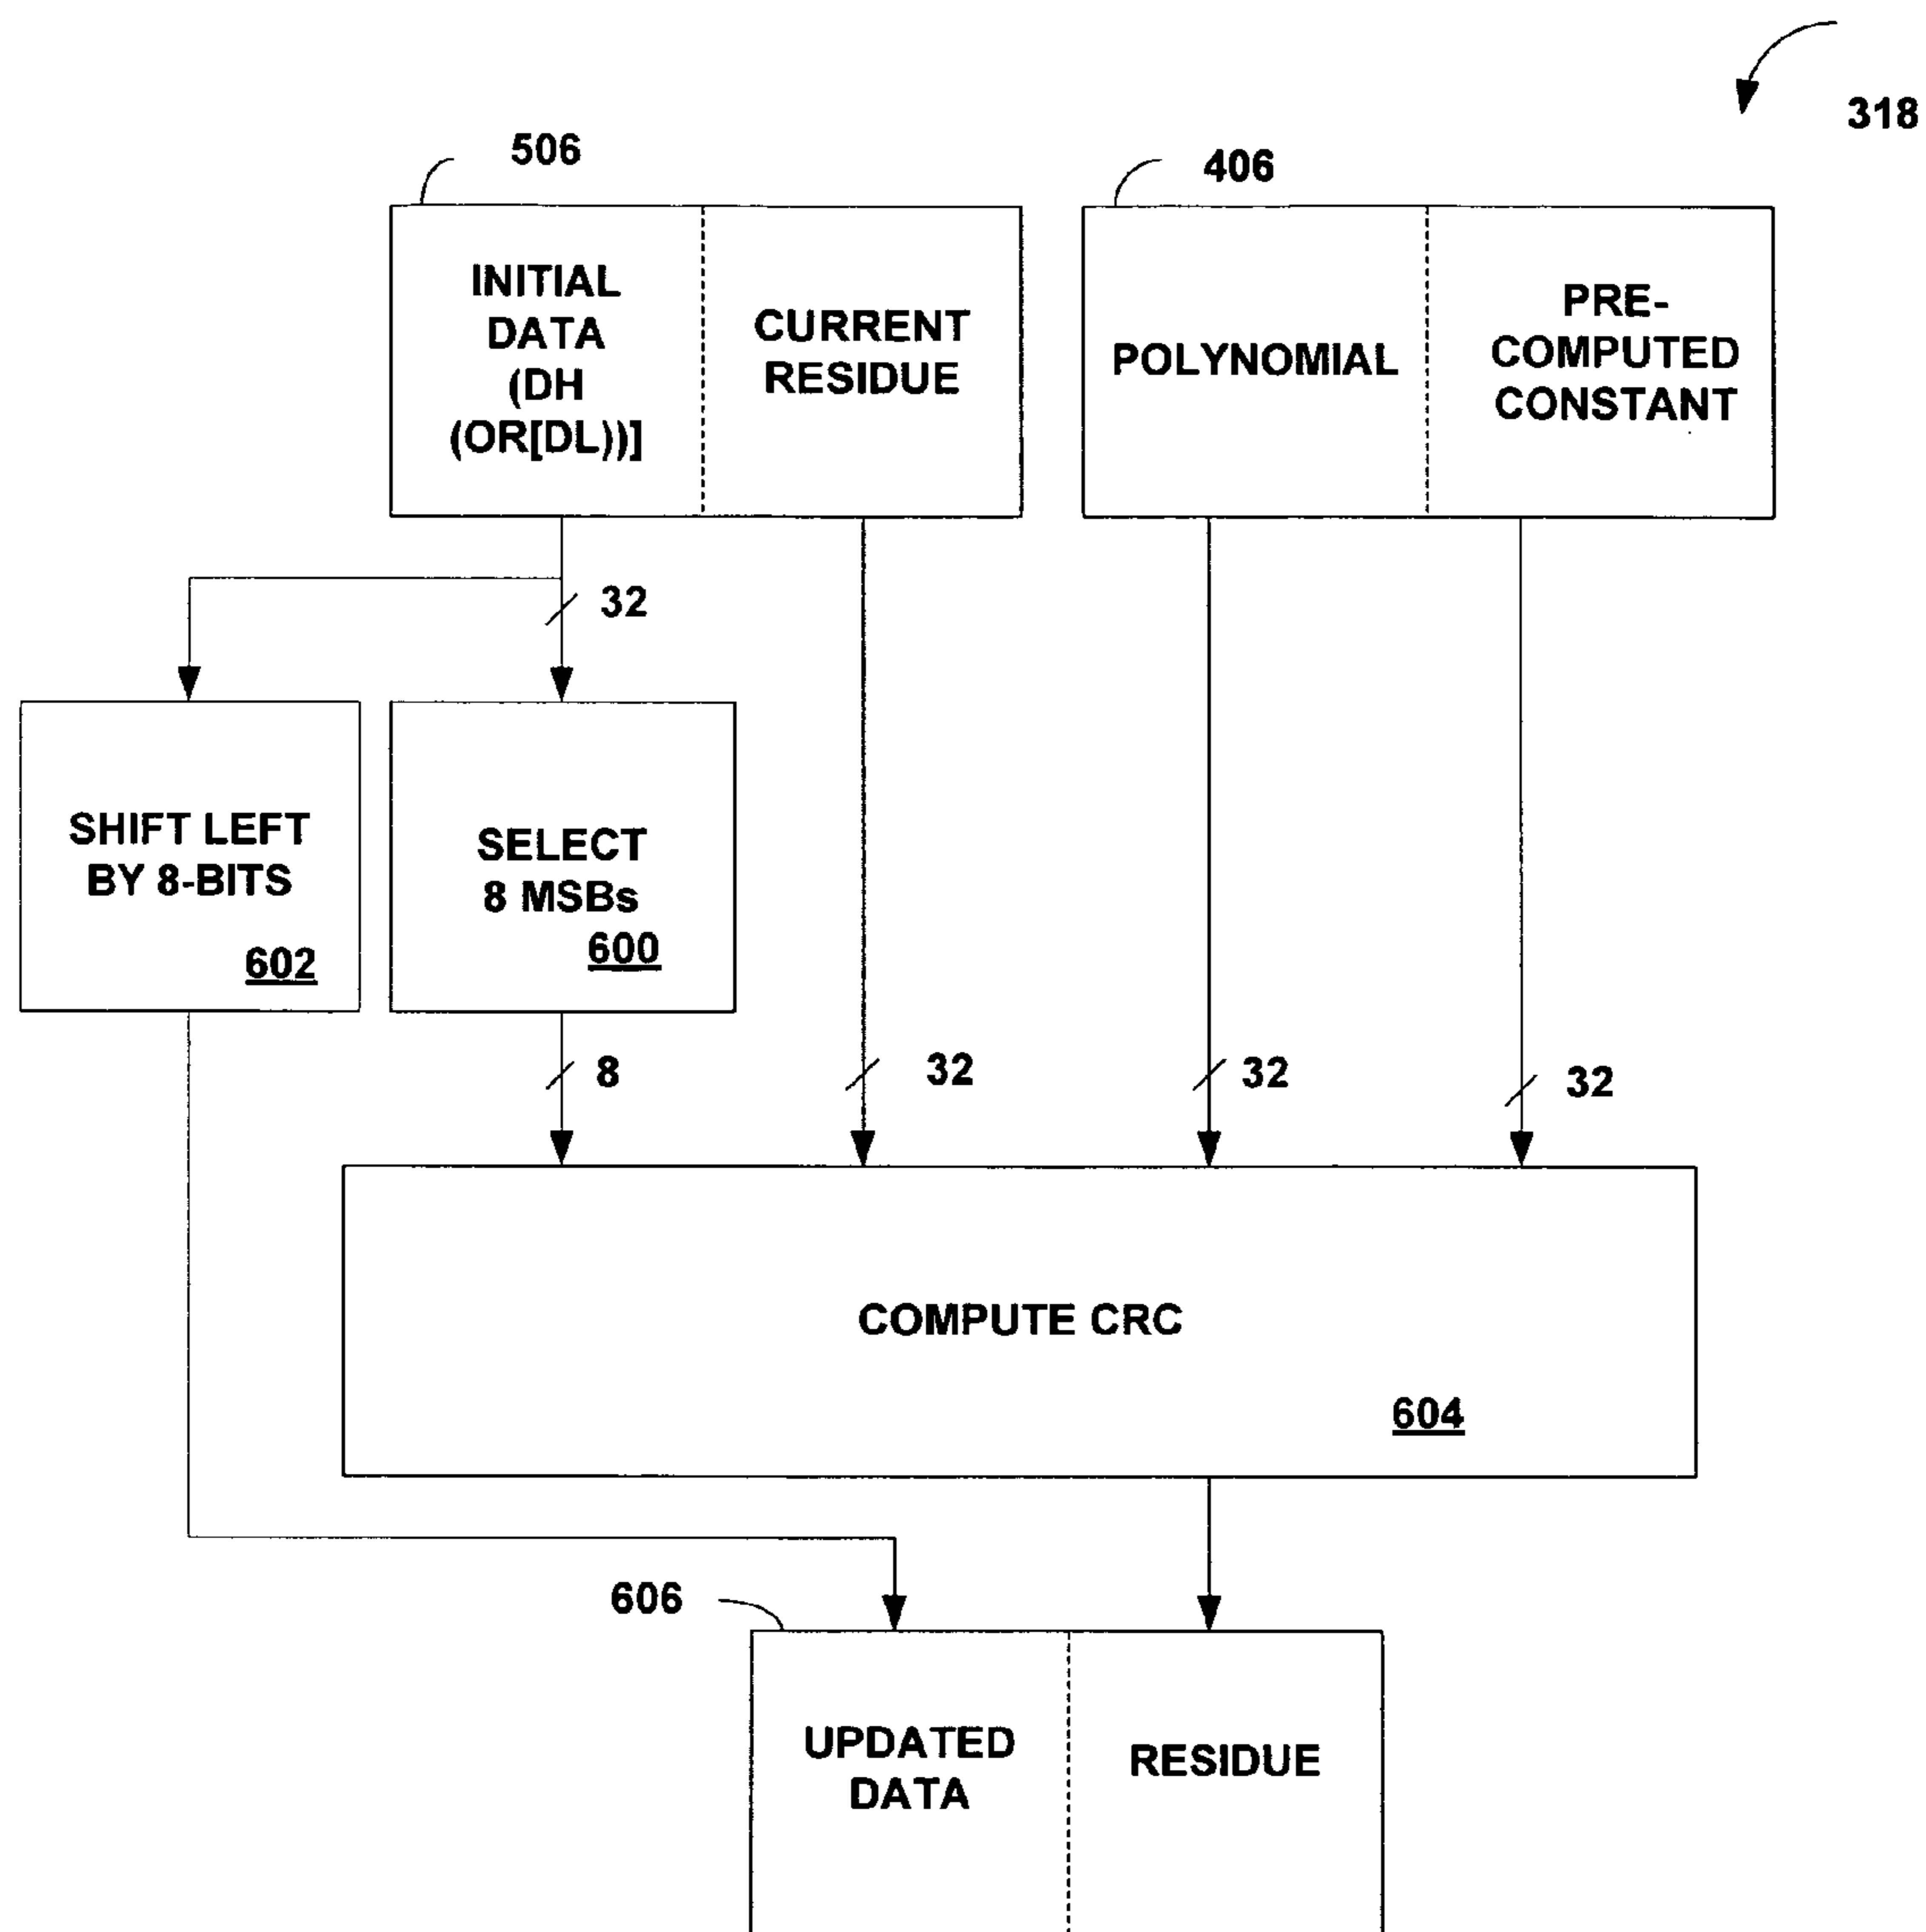 318
506
406
INITIAL
DATA
(DH
(OR[DL))]
CURRENT
RESIDUE
POLYNOMIAL
PRE-
COMPUTED
CONSTANT
32
SHIFT LEFT
BY 8-BITS
602
SELECT
8 MSBs
600
8
32
32
32
COMPUTE CRC
604
606
UPDATED
DATA
RESIDUE